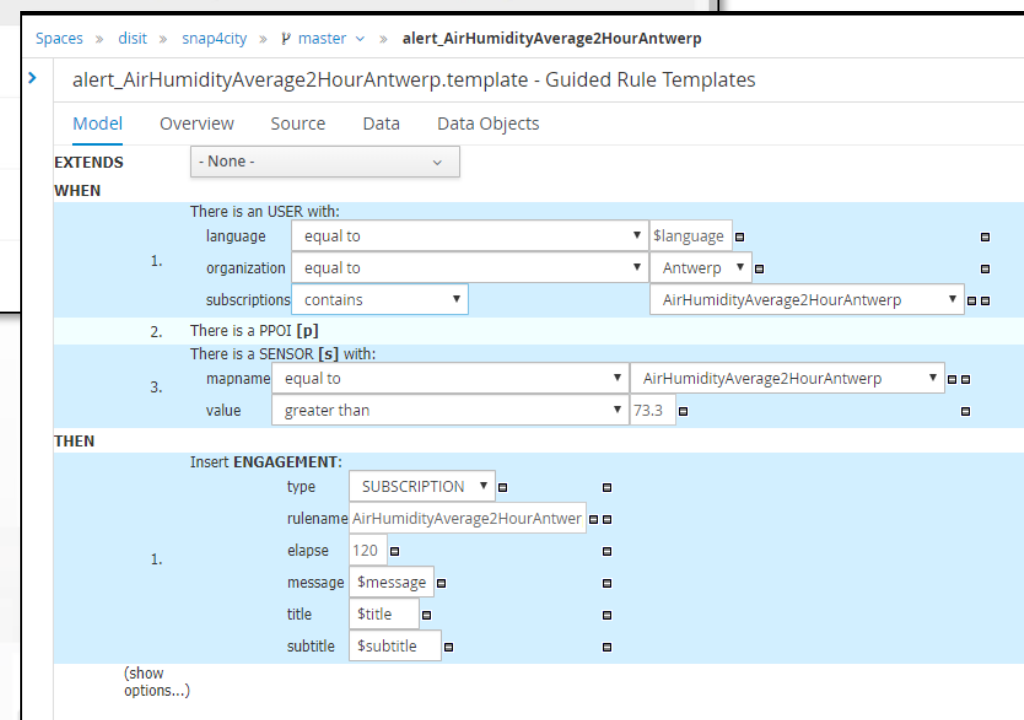 Spaces » disit » snap4city » master » alert_AirHumidityAverage2HourAntwerp
alert_AirHumidityAverage2HourAntwerp.template - Guided Rule Templates
Model Overview Source Data Data Objects
EXTENDS - None -
WHEN
There is an USER with:
language equal to $language
1.
organization equal to Antwerp
subscriptions contains AirHumidityAverage2HourAntwerp
2. There is a PPOI [p]
There is a SENSOR [s] with:
mapname equal to AirHumidityAverage2HourAntwerp
3.
value greater than 73.3
THEN
Insert ENGAGEMENT:
type SUBSCRIPTION
rulename AirHumidityAverage2HourAntwer
elapse 120
1.
message $message
title $title
subtitle $subtitle
(show
options...)